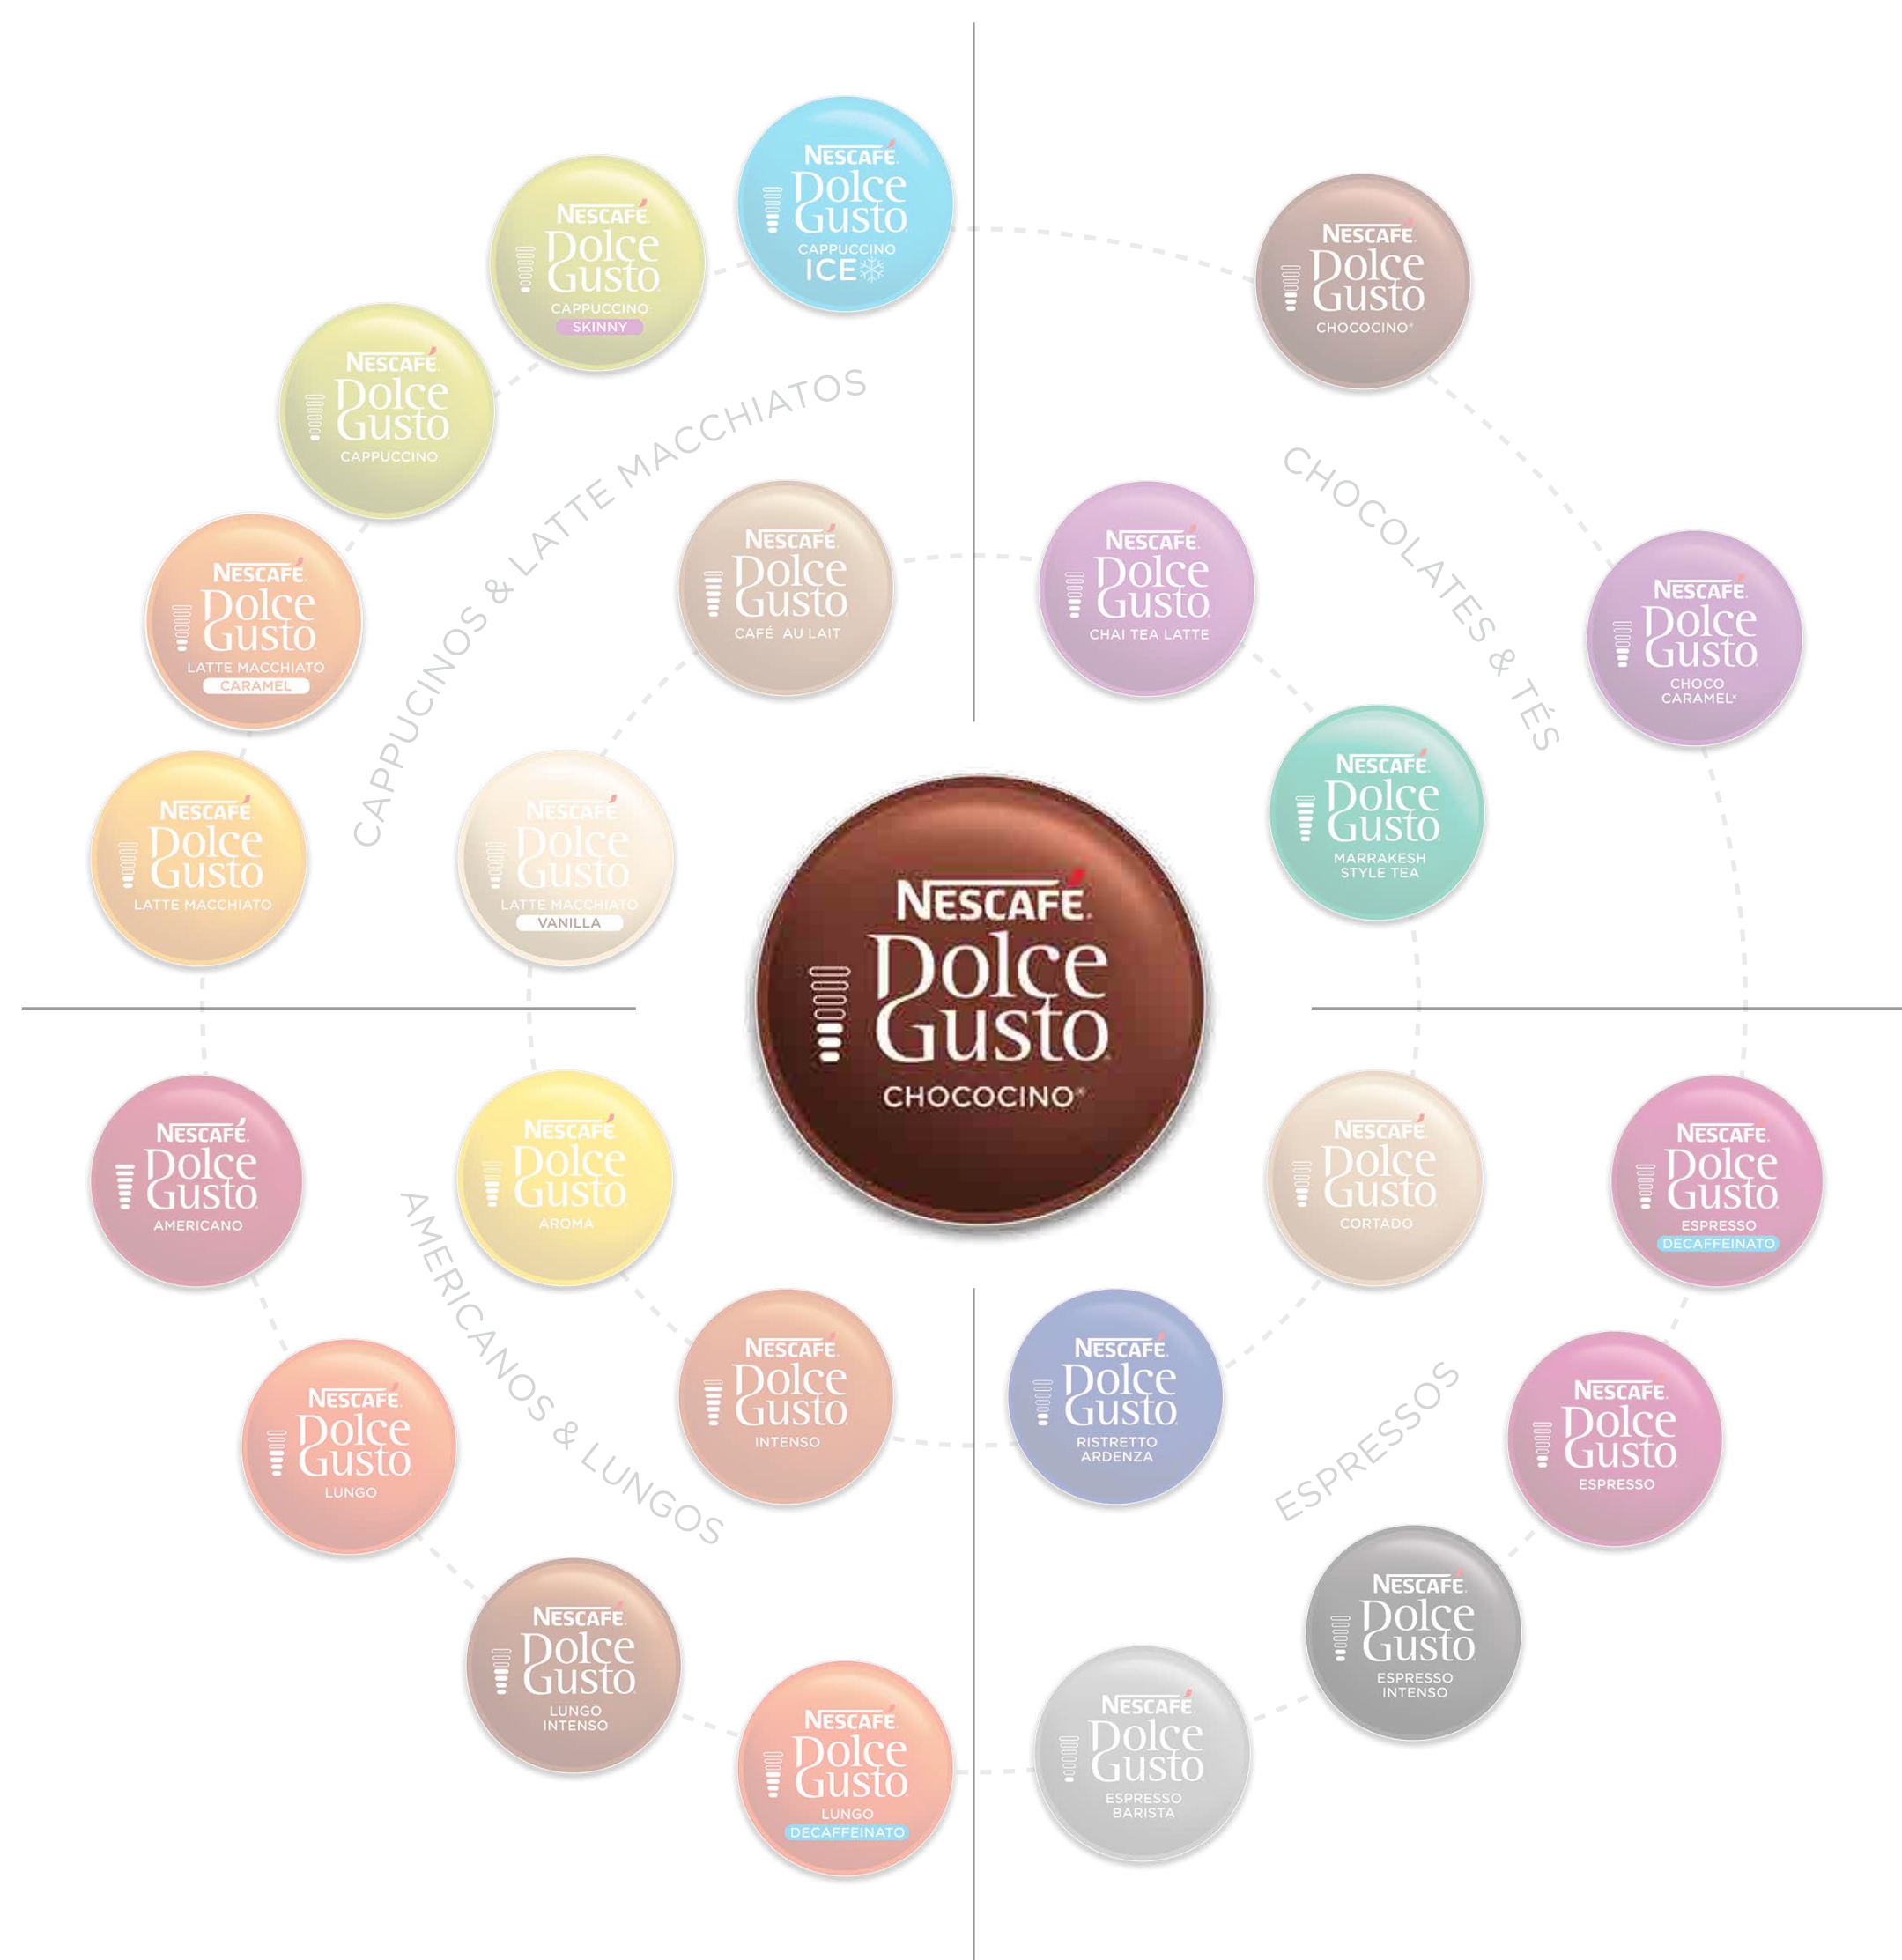 NESCAFÉ.
Dolce
Gusto
CAPPUCCINO
ICE
NESCAFÉ.
Dolce
Gusto
CAPPUCCINO
SKINNY
NESCAFÉ.
Dolce
Gusto
CAPPUCCINO
NESCAFÉ.
Dolce
Gusto
LATTE MACCHIATO
CARAMEL
NESCAFÉ.
Dolce
Gusto
LATTE MACCHIATO
CAPPUCINOS & LATTE MACCHIATOS
NESCAFÉ.
Dolce
Gusto
CAFÉ AU LAIT
NESCAFÉ.
Dolce
Gusto
LATTE MACCHIATO
VANILLA
NESCAFÉ.
Dolce
Gusto
CHOCOCINO®
NESCAFÉ.
Dolce
Gusto
CHOCO
CARAMEL®
CHOCOLATES & TÉS
NESCAFÉ.
Dolce
Gusto
CHAI TEA LATTE
NESCAFÉ.
Dolce
Gusto
MARRAKESH
STYLE TEA
NESCAFÉ.
Dolce
Gusto
CHOCOCINO®
NESCAFÉ.
Dolce
Gusto
AMERICANO
NESCAFÉ.
Dolce
Gusto
AROMA
AMERICANOS & LUNGOS
NESCAFÉ.
Dolce
Gusto
INTENSO
NESCAFÉ.
Dolce
Gusto
LUNGO
NESCAFÉ.
Dolce
Gusto
LUNGO
INTENSO
NESCAFÉ.
Dolce
Gusto
LUNGO
DECAFFEINATO
NESCAFÉ.
Dolce
Gusto
CORTADO
NESCAFÉ.
Dolce
Gusto
ESPRESSO
DECAFFEINATO
NESCAFÉ.
Dolce
Gusto
RISTRETTO
ARDENZA
ESPRESSOS
NESCAFÉ.
Dolce
Gusto
ESPRESSO
NESCAFÉ.
Dolce
Gusto
ESPRESSO
INTENSO
NESCAFÉ.
Dolce
Gusto
ESPRESSO
BARISTA